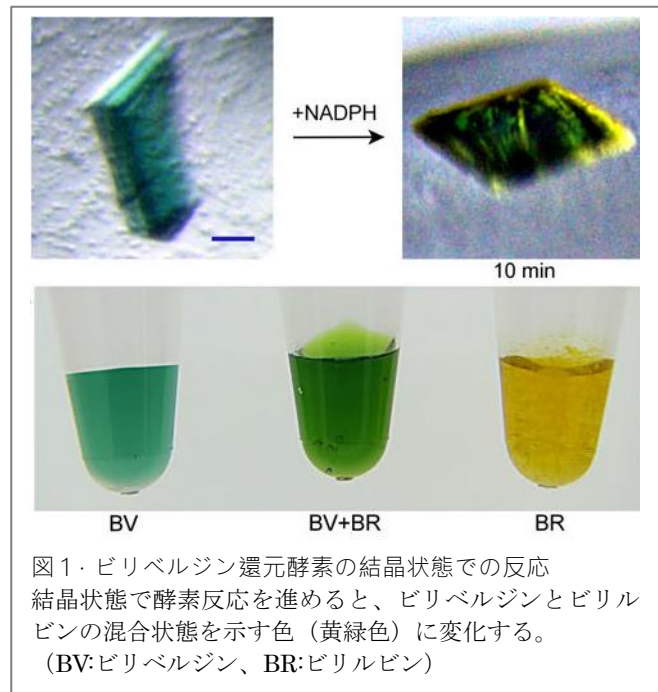 +NADPH
10 min
BV
BV+BR
BR
図1· ビリベルジン還元酵素の結晶状態での反応
結晶状態で酵素反応を進めると、ビリベルジンとビリル
ビンの混合状態を示す色（黄緑色）に変化する。
（BV:ビリベルジン、BR:ビリルビン）